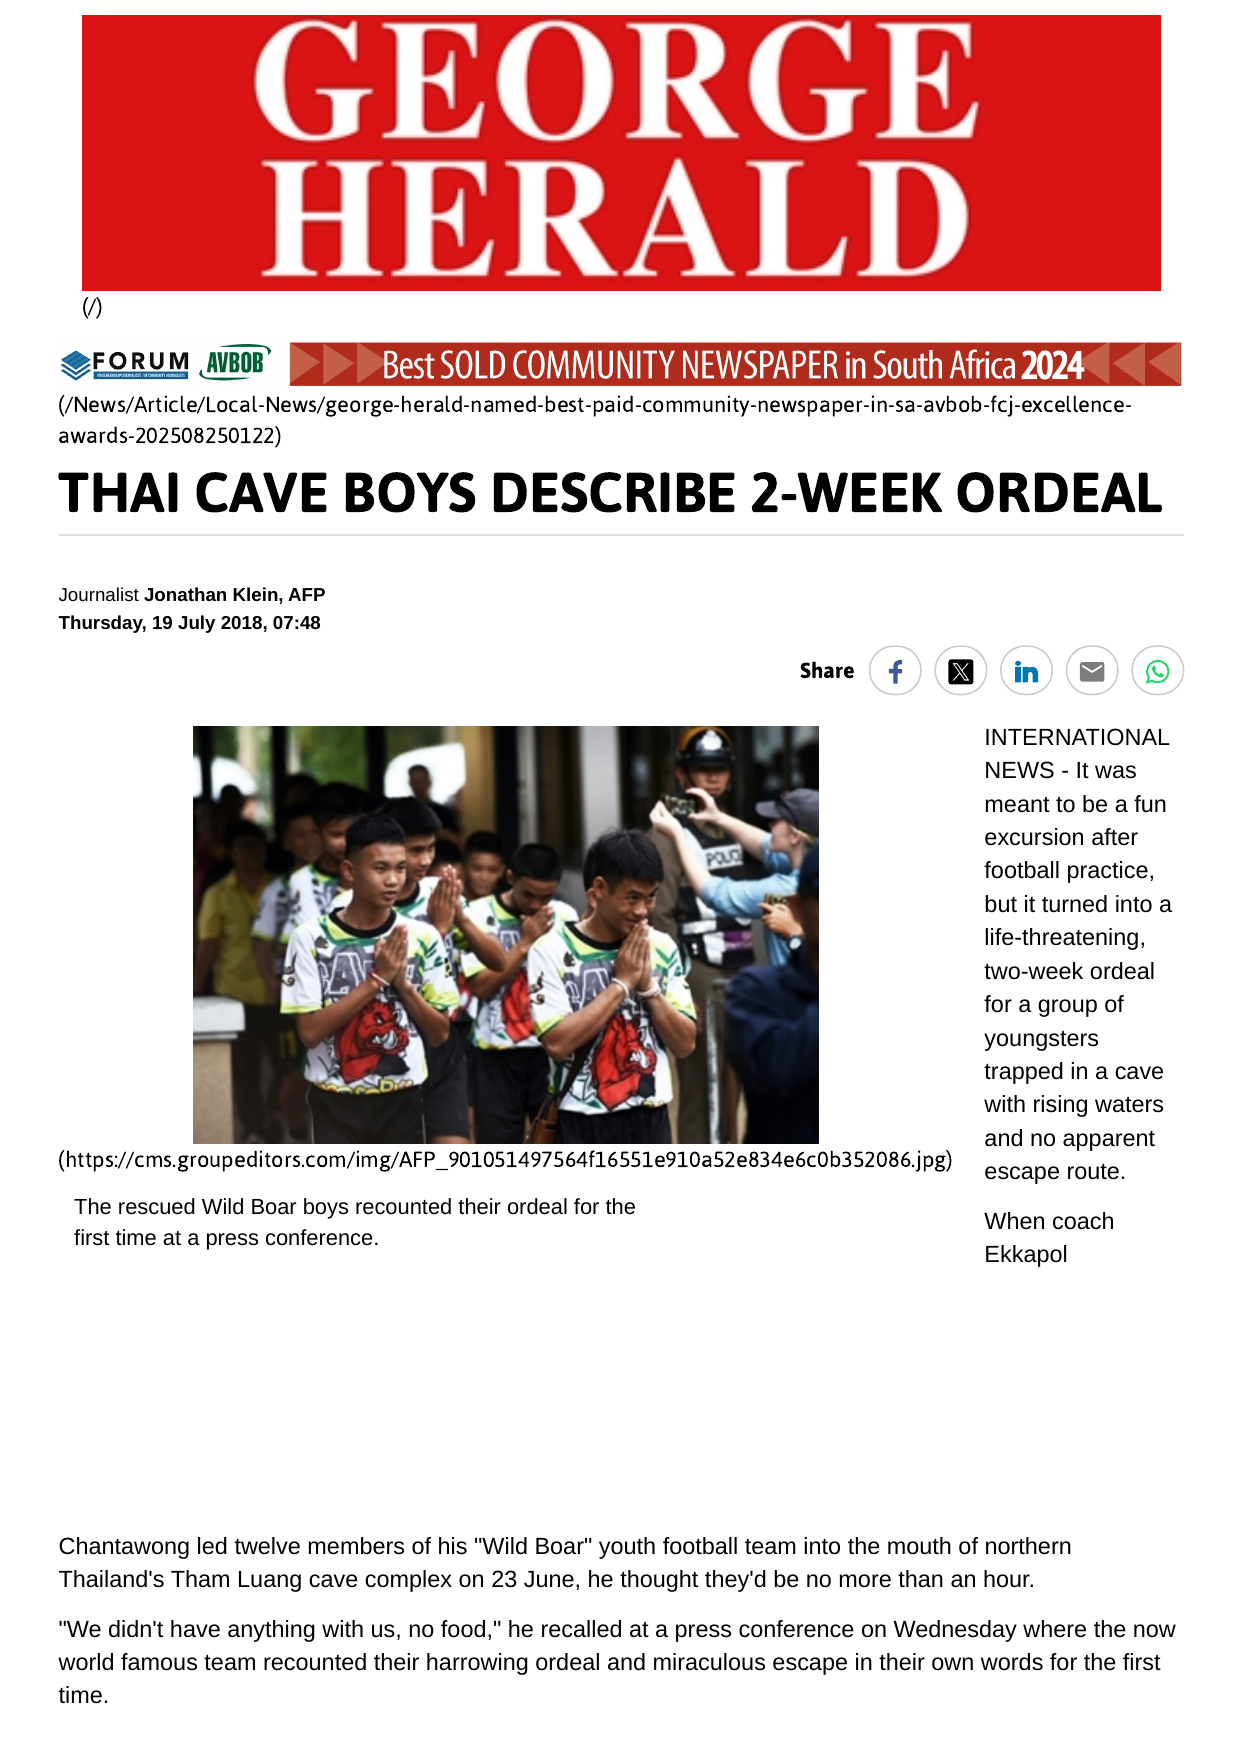 GEORGE
HERALD
(/)
FORUM AVBOB Best SOLD COMMUNITY NEWSPAPER in South Africa 2024
(/News/Article/Local-News/george-herald-named-best-paid-community-newspaper-in-sa-avbob-fcj-excellence-
awards-202508250122)
THAI CAVE BOYS DESCRIBE 2-WEEK ORDEAL
Journalist Jonathan Klein, AFP
Thursday, 19 July 2018, 07:48
Share
POLICE
(https://cms.groupeditors.com/img/AFP_901051497564f16551e910a52e834e6c0b352086.jpg)
The rescued Wild Boar boys recounted their ordeal for the
first time at a press conference.
INTERNATIONAL
NEWS - It was
meant to be a fun
excursion after
football practice,
but it turned into a
life-threatening,
two-week ordeal
for a group of
youngsters
trapped in a cave
with rising waters
and no apparent
escape route.
When coach
Ekkapol
Chantawong led twelve members of his "Wild Boar" youth football team into the mouth of northern
Thailand's Tham Luang cave complex on 23 June, he thought they'd be no more than an hour.
"We didn't have anything with us, no food," he recalled at a press conference on Wednesday where the now
world famous team recounted their harrowing ordeal and miraculous escape in their own words for the first
time.